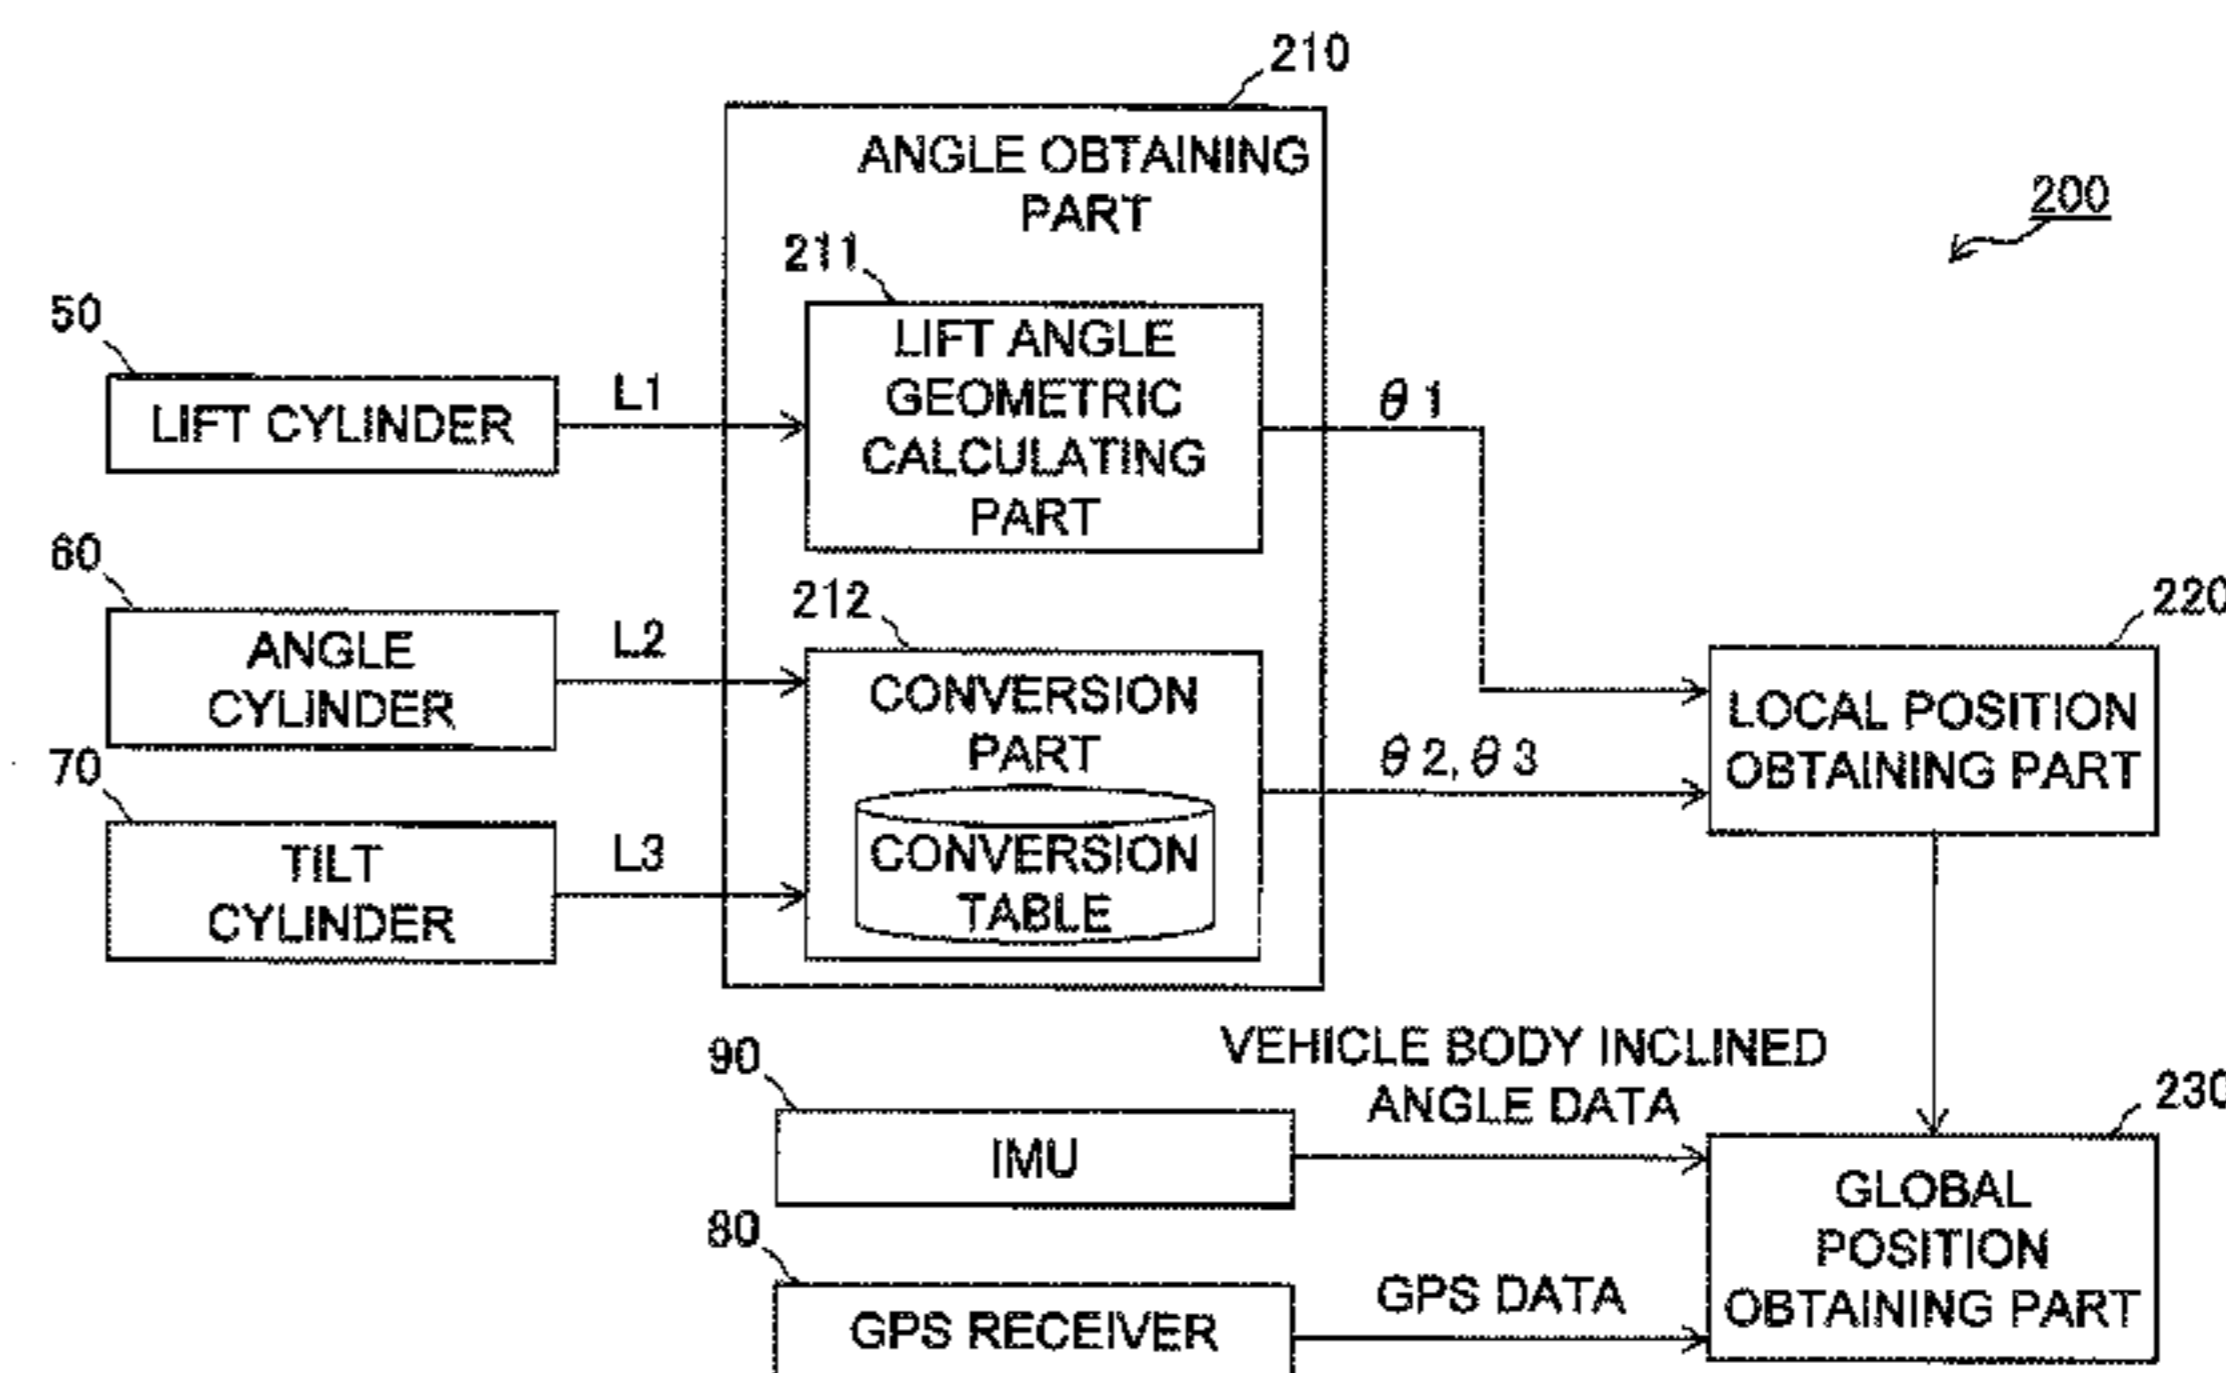 210
ANGLE OBTAINING
PART
200
211
LIFT ANGLE
GEOMETRIC
CALCULATING
PART
50
LIFT CYLINDER
L1
θ1
60
ANGLE
CYLINDER
L2
212
CONVERSION
PART
CONVERSION
TABLE
θ2, θ3
220
LOCAL POSITION
OBTAINING PART
70
TILT
CYLINDER
L3
90
IMU
VEHICLE BODY INCLINED
ANGLE DATA
230
GLOBAL
POSITION
OBTAINING PART
80
GPS RECEIVER
GPS DATA